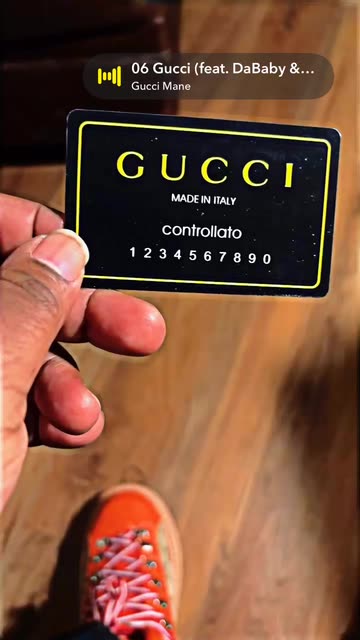 06 Gucci (feat. DaBaby &...
Gucci Mane
GUCCI
MADE IN ITALY
controllato
1 2 3 4 5 6 7 8 9 0